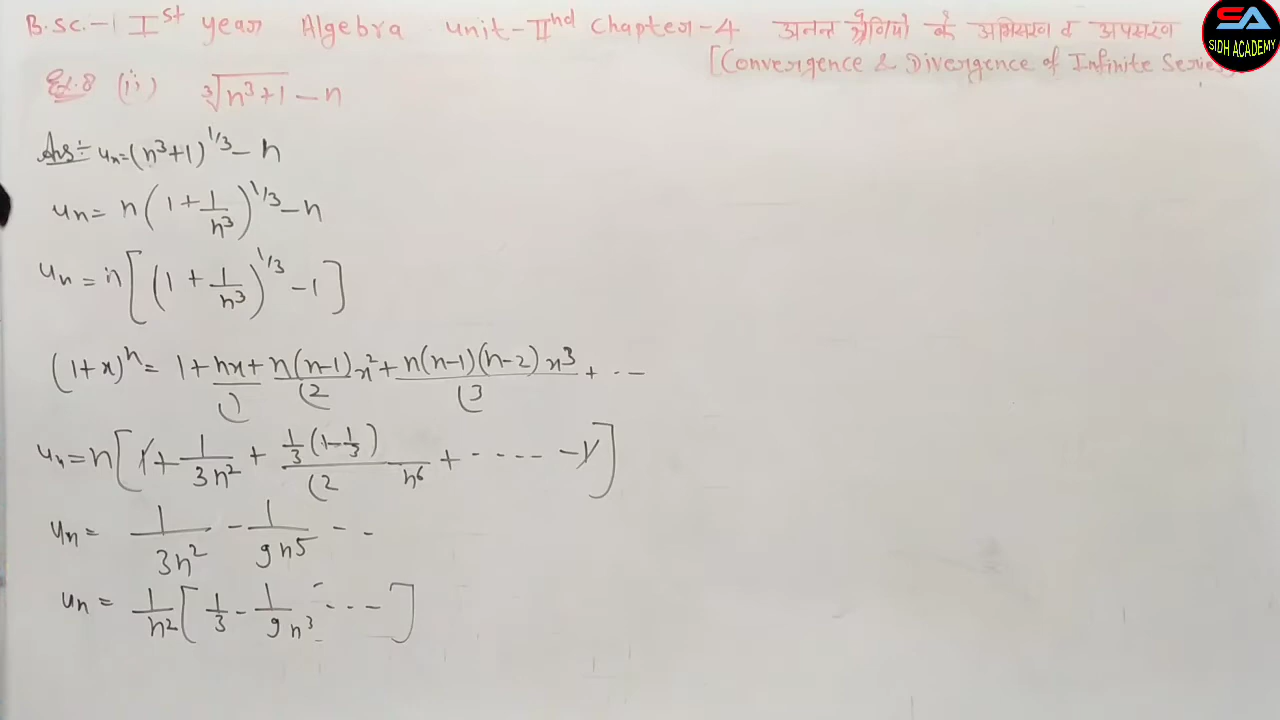 B.sc.-1 Ist year Algebra unit-IInd Chapter-4 अनन्त श्रेणियो के अभिसरण व अपसरण
[Convergence & Divergence of Infinite Series]
SA
SIDH ACADEMY
Ex.8 (ii) ∛(n³+1) - n
Ans÷ uₙ=(n³+1)^1/3 - n
uₙ = n(1+1/n³)^1/3 - n
uₙ = n[(1+1/n³)^1/3 - 1]
(1+x)ⁿ = 1+nx/⌊1 + n(n-1)x²/⌊2 + n(n-1)(n-2)x³/⌊3 + ...
uₙ = n[1+1/3n² + 1/3(1-1/3)/⌊2 n⁶ + ..... -1]
uₙ = 1/3n² - 1/9n⁵ - ..
uₙ = 1/n²[1/3 - 1/9n³ - ...]